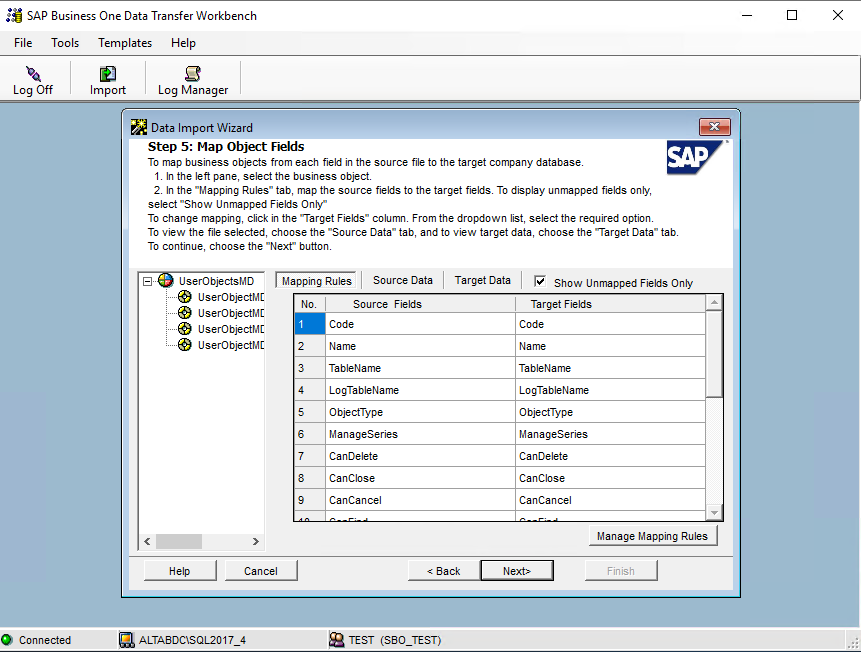 SAP Business One Data Transfer Workbench
File Tools Templates Help
Log Off Import Log Manager
Data Import Wizard
Step 5: Map Object Fields
To map business objects from each field in the source file to the target company database.
1. In the left pane, select the business object.
2. In the "Mapping Rules" tab, map the source fields to the target fields. To display unmapped fields only,
select "Show Unmapped Fields Only"
To change mapping, click in the "Target Fields" column. From the dropdown list, select the required option.
To view the file selected, choose the "Source Data" tab, and to view target data, choose the "Target Data" tab.
To continue, choose the "Next" button.
SAP
UserObjectsMD
UserObjectMD
UserObjectMD
UserObjectMD
UserObjectMD
Mapping Rules Source Data Target Data Show Unmapped Fields Only
No. Source Fields Target Fields
1 Code Code
2 Name Name
3 TableName TableName
4 LogTableName LogTableName
5 ObjectType ObjectType
6 ManageSeries ManageSeries
7 CanDelete CanDelete
8 CanClose CanClose
9 CanCancel CanCancel
10 CanFind CanFind
Manage Mapping Rules
Help Cancel < Back Next> Finish
Connected ALTABDC\SQL2017_4 TEST (SBO_TEST)